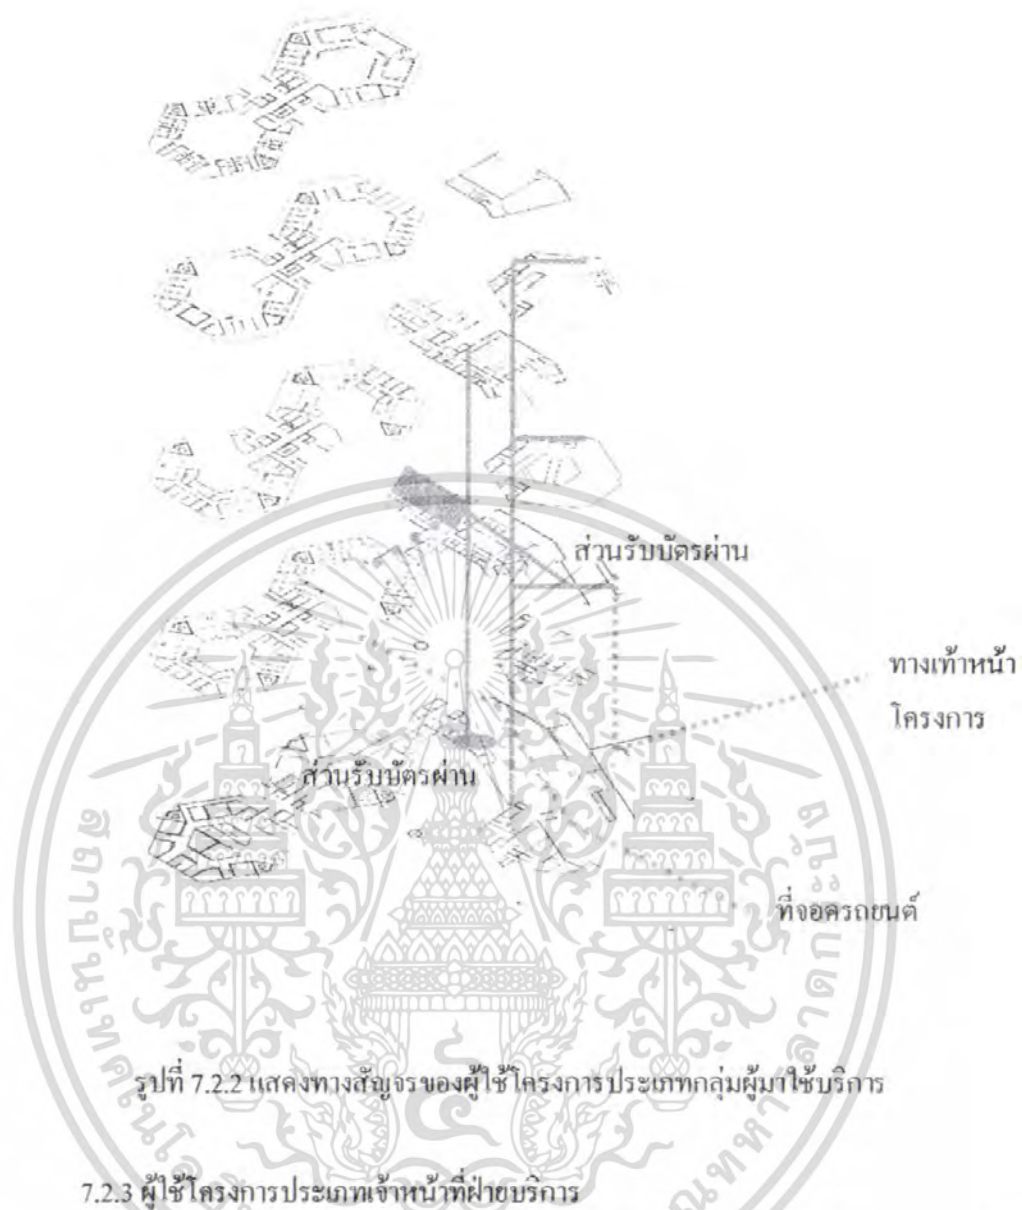 ส่วนรับบัตรผ่าน
ทางเท้าหน้า
โครงการ
ส่วนรับบัตรผ่าน
ที่จอดรถยนต์
รูปที่ 7.2.2 แสดงทางสัญจรของผู้ใช้โครงการประเภทกลุ่มผู้มาใช้บริการ
7.2.3 ผู้ใช้โครงการประเภทเจ้าหน้าที่ฝ่ายบริการ